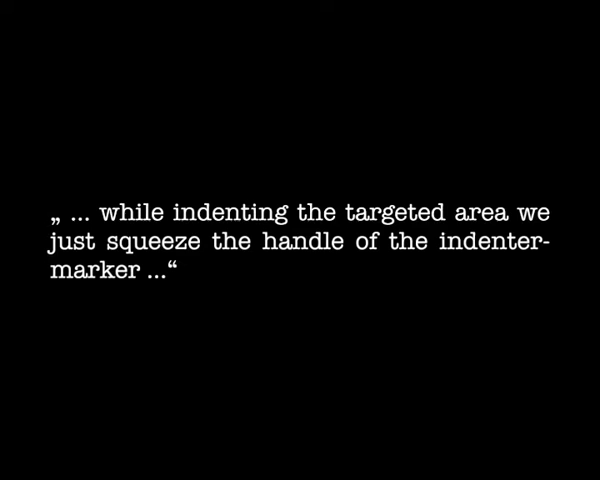 „ ... while indenting the targeted area we
just squeeze the handle of the indenter-
marker ...“